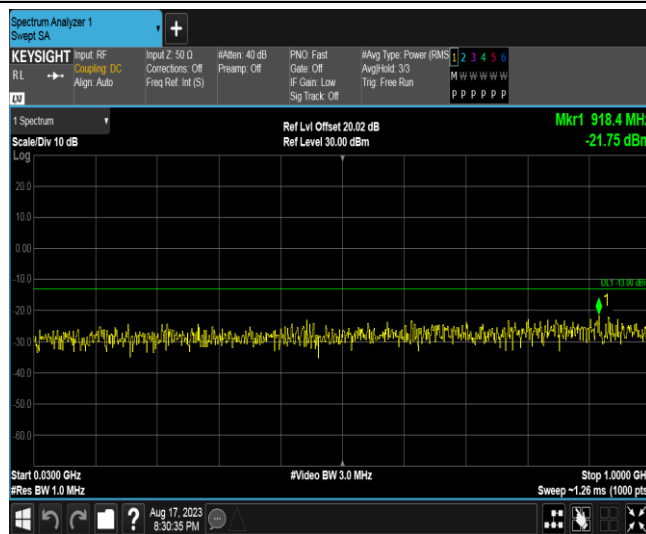 Spectrum Analyzer 1
Swept SA
+
KEYSIGHT
RL
LXI
Input: RF
Coupling: DC
Align: Auto
Input Z: 50 Ω
Corrections: Off
Freq Ref: Int (S)
#Atten: 40 dB
Preamp: Off
PNO: Fast
Gate: Off
IF Gain: Low
Sig Track: Off
#Avg Type: Power (RMS
Avg|Hold: 3/3
Trig: Free Run
1 2 3 4 5 6
M W W W W W
P P P P P P
1 Spectrum
Scale/Div 10 dB
Log
Ref Lvl Offset 20.02 dB
Ref Level 30.00 dBm
Mkr1 918.4 MHz
-21.75 dBm
20.0
10.0
0.00
-10.0
DL1 -13.00 dBm
1
-20.0
-30.0
-40.0
-50.0
-60.0
Start 0.0300 GHz
#Res BW 1.0 MHz
#Video BW 3.0 MHz
Stop 1.0000 GH
Sweep ~1.26 ms (1000 pts
?
Aug 17, 2023
8:30:35 PM